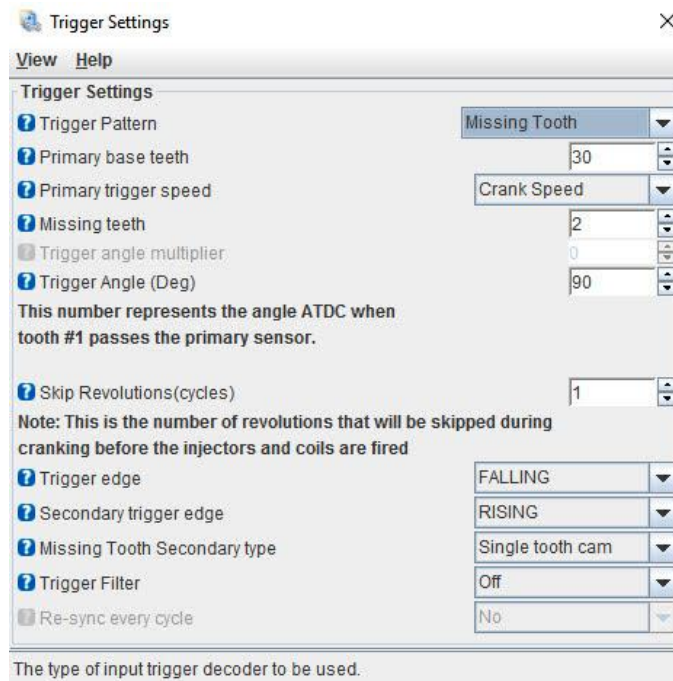 Trigger Settings
View Help
Trigger Settings
Trigger Pattern Missing Tooth
Primary base teeth 30
Primary trigger speed Crank Speed
Missing teeth 2
Trigger angle multiplier 0
Trigger Angle (Deg) 90
This number represents the angle ATDC when
tooth #1 passes the primary sensor.
Skip Revolutions(cycles) 1
Note: This is the number of revolutions that will be skipped during
cranking before the injectors and coils are fired
Trigger edge FALLING
Secondary trigger edge RISING
Missing Tooth Secondary type Single tooth cam
Trigger Filter Off
Re-sync every cycle No
The type of input trigger decoder to be used.